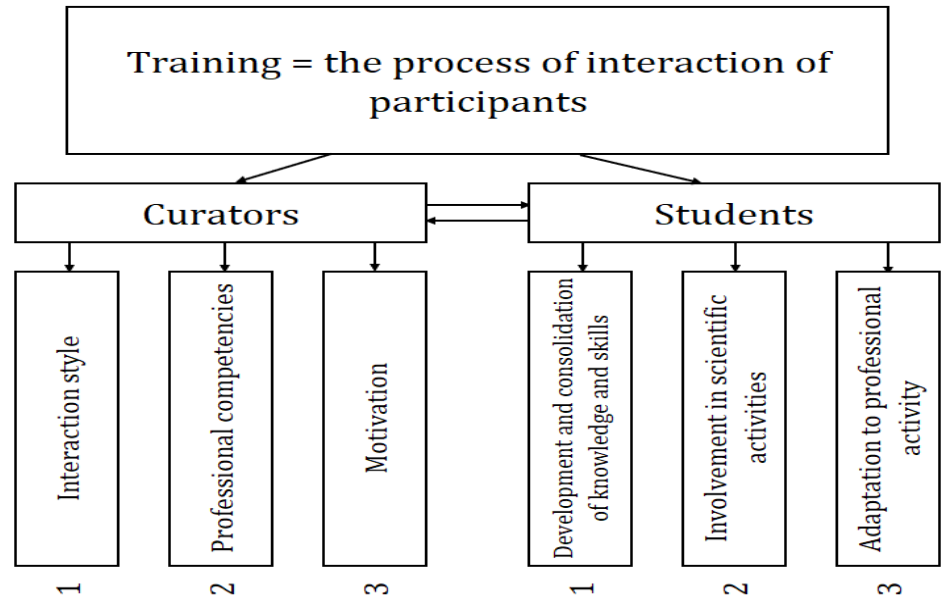 Training = the process of interaction of
participants
Curators
Students
Interaction style
Professional competencies
Motivation
Development and consolidation
of knowledge and skills
Involvement in scientific
activities
Adaptation to professional
activity
1
2
3
1
2
3